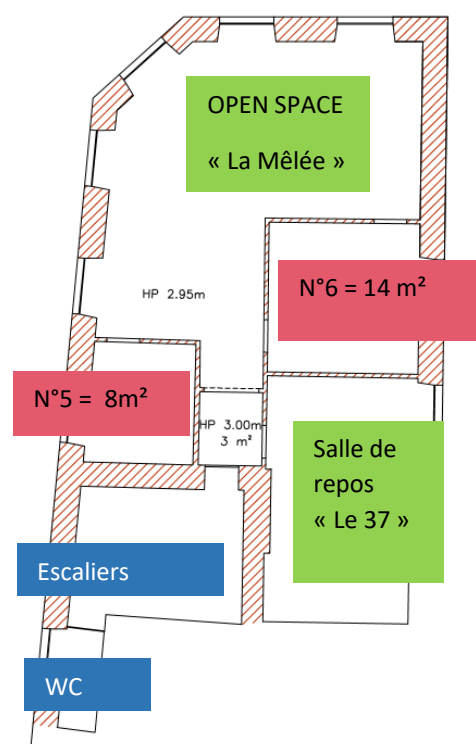 OPEN SPACE
« La Mêlée »
N°6 = 14 m²
HP 2.95m
N°5 = 8m²
HP 3.00m
3 m²
Salle de
repos
« Le 37 »
Escaliers
WC